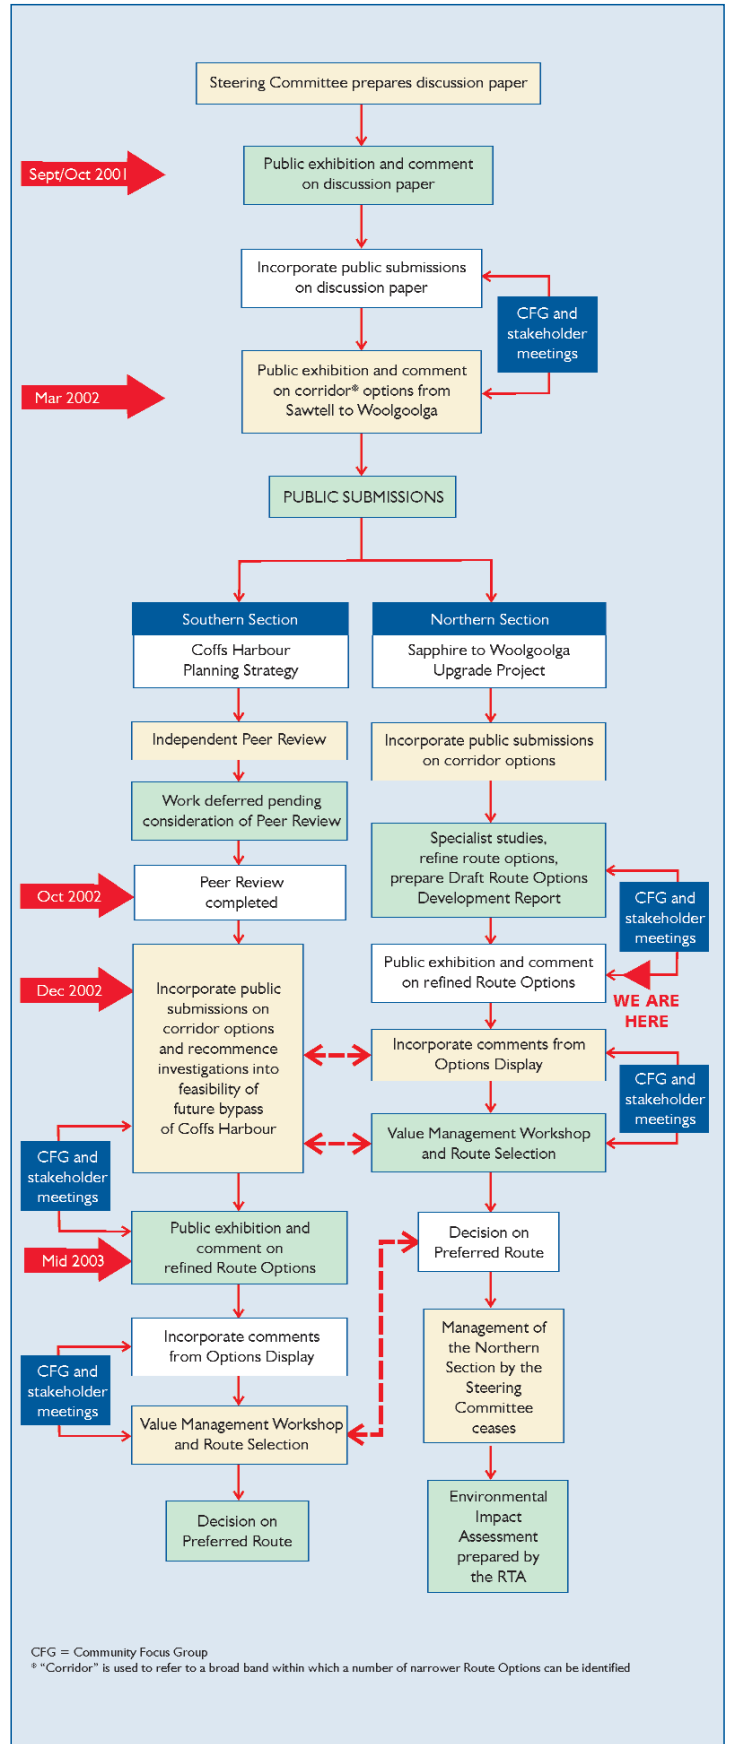 Steering Committee prepares discussion paper
Sept/Oct 2001
Public exhibition and comment
on discussion paper
Incorporate public submissions
on discussion paper
CFG and
stakeholder
meetings
Mar 2002
Public exhibition and comment
on corridor* options from
Sawtell to Woolgoolga
PUBLIC SUBMISSIONS
Southern Section
Coffs Harbour
Planning Strategy
Independent Peer Review
Work deferred pending
consideration of Peer Review
Oct 2002
Peer Review
completed
Dec 2002
Incorporate public
submissions on
corridor options
and recommence
investigations into
feasibility of
future bypass
of Coffs Harbour
CFG and
stakeholder
meetings
Mid 2003
Public exhibition and
comment on
refined Route Options
Incorporate comments
from Options Display
CFG and
stakeholder
meetings
Value Management Workshop
and Route Selection
Decision on
Preferred Route
Northern Section
Sapphire to Woolgoolga
Upgrade Project
Incorporate public submissions
on corridor options
Specialist studies,
refine route options,
prepare Draft Route Options
Development Report
CFG and
stakeholder
meetings
Public exhibition and comment
on refined Route Options
WE ARE
HERE
Incorporate comments from
Options Display
CFG and
stakeholder
meetings
Value Management Workshop
and Route Selection
Decision on
Preferred Route
Management of
the Northern
Section by the
Steering
Committee
ceases
Environmental
Impact
Assessment
prepared by
the RTA
CFG = Community Focus Group
* “Corridor” is used to refer to a broad band within which a number of narrower Route Options can be identified